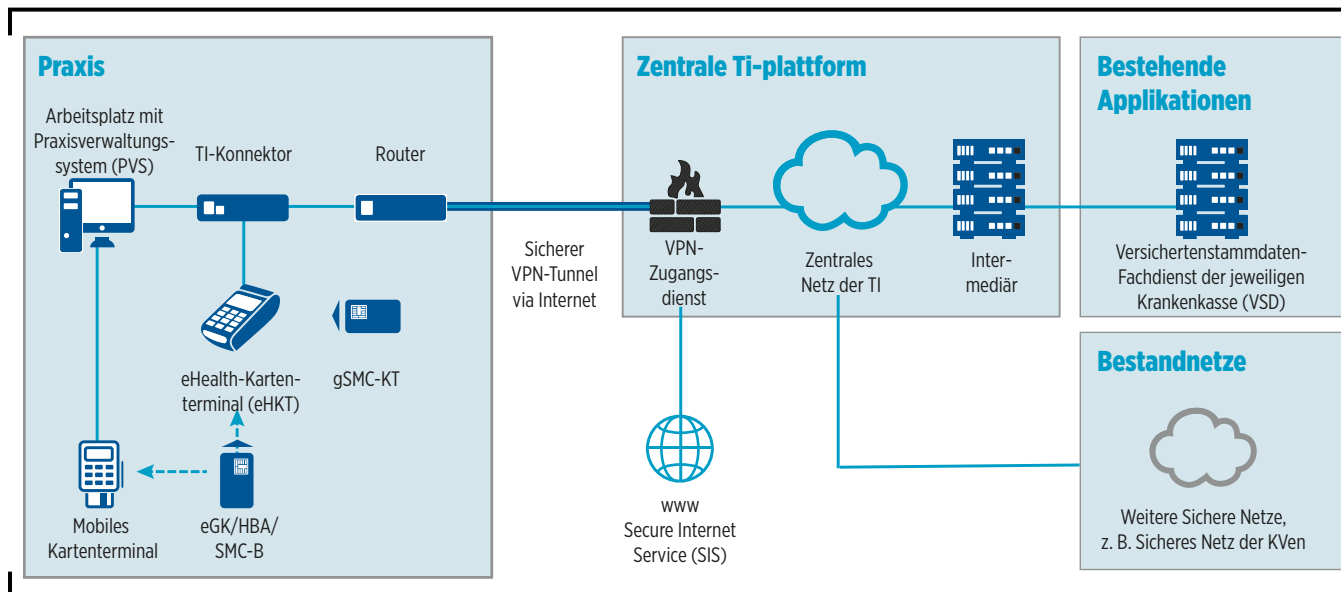 Praxis
Arbeitsplatz mit
Praxisverwaltungs-
system (PVS)
TI-Konnektor
Router
eHealth-Karten-
terminal (eHKT)
gSMC-KT
Mobiles
Kartenterminal
eGK/HBA/
SMC-B
Sicherer
VPN-Tunnel
via Internet
Zentrale Ti-plattform
VPN-
Zugangs-
dienst
Zentrales
Netz der TI
Inter-
mediär
www
Secure Internet
Service (SIS)
Bestehende
Applikationen
Versichertenstammdaten-
Fachdienst der jeweiligen
Krankenkasse (VSD)
Bestandnetze
Weitere Sichere Netze,
z. B. Sicheres Netz der KVen